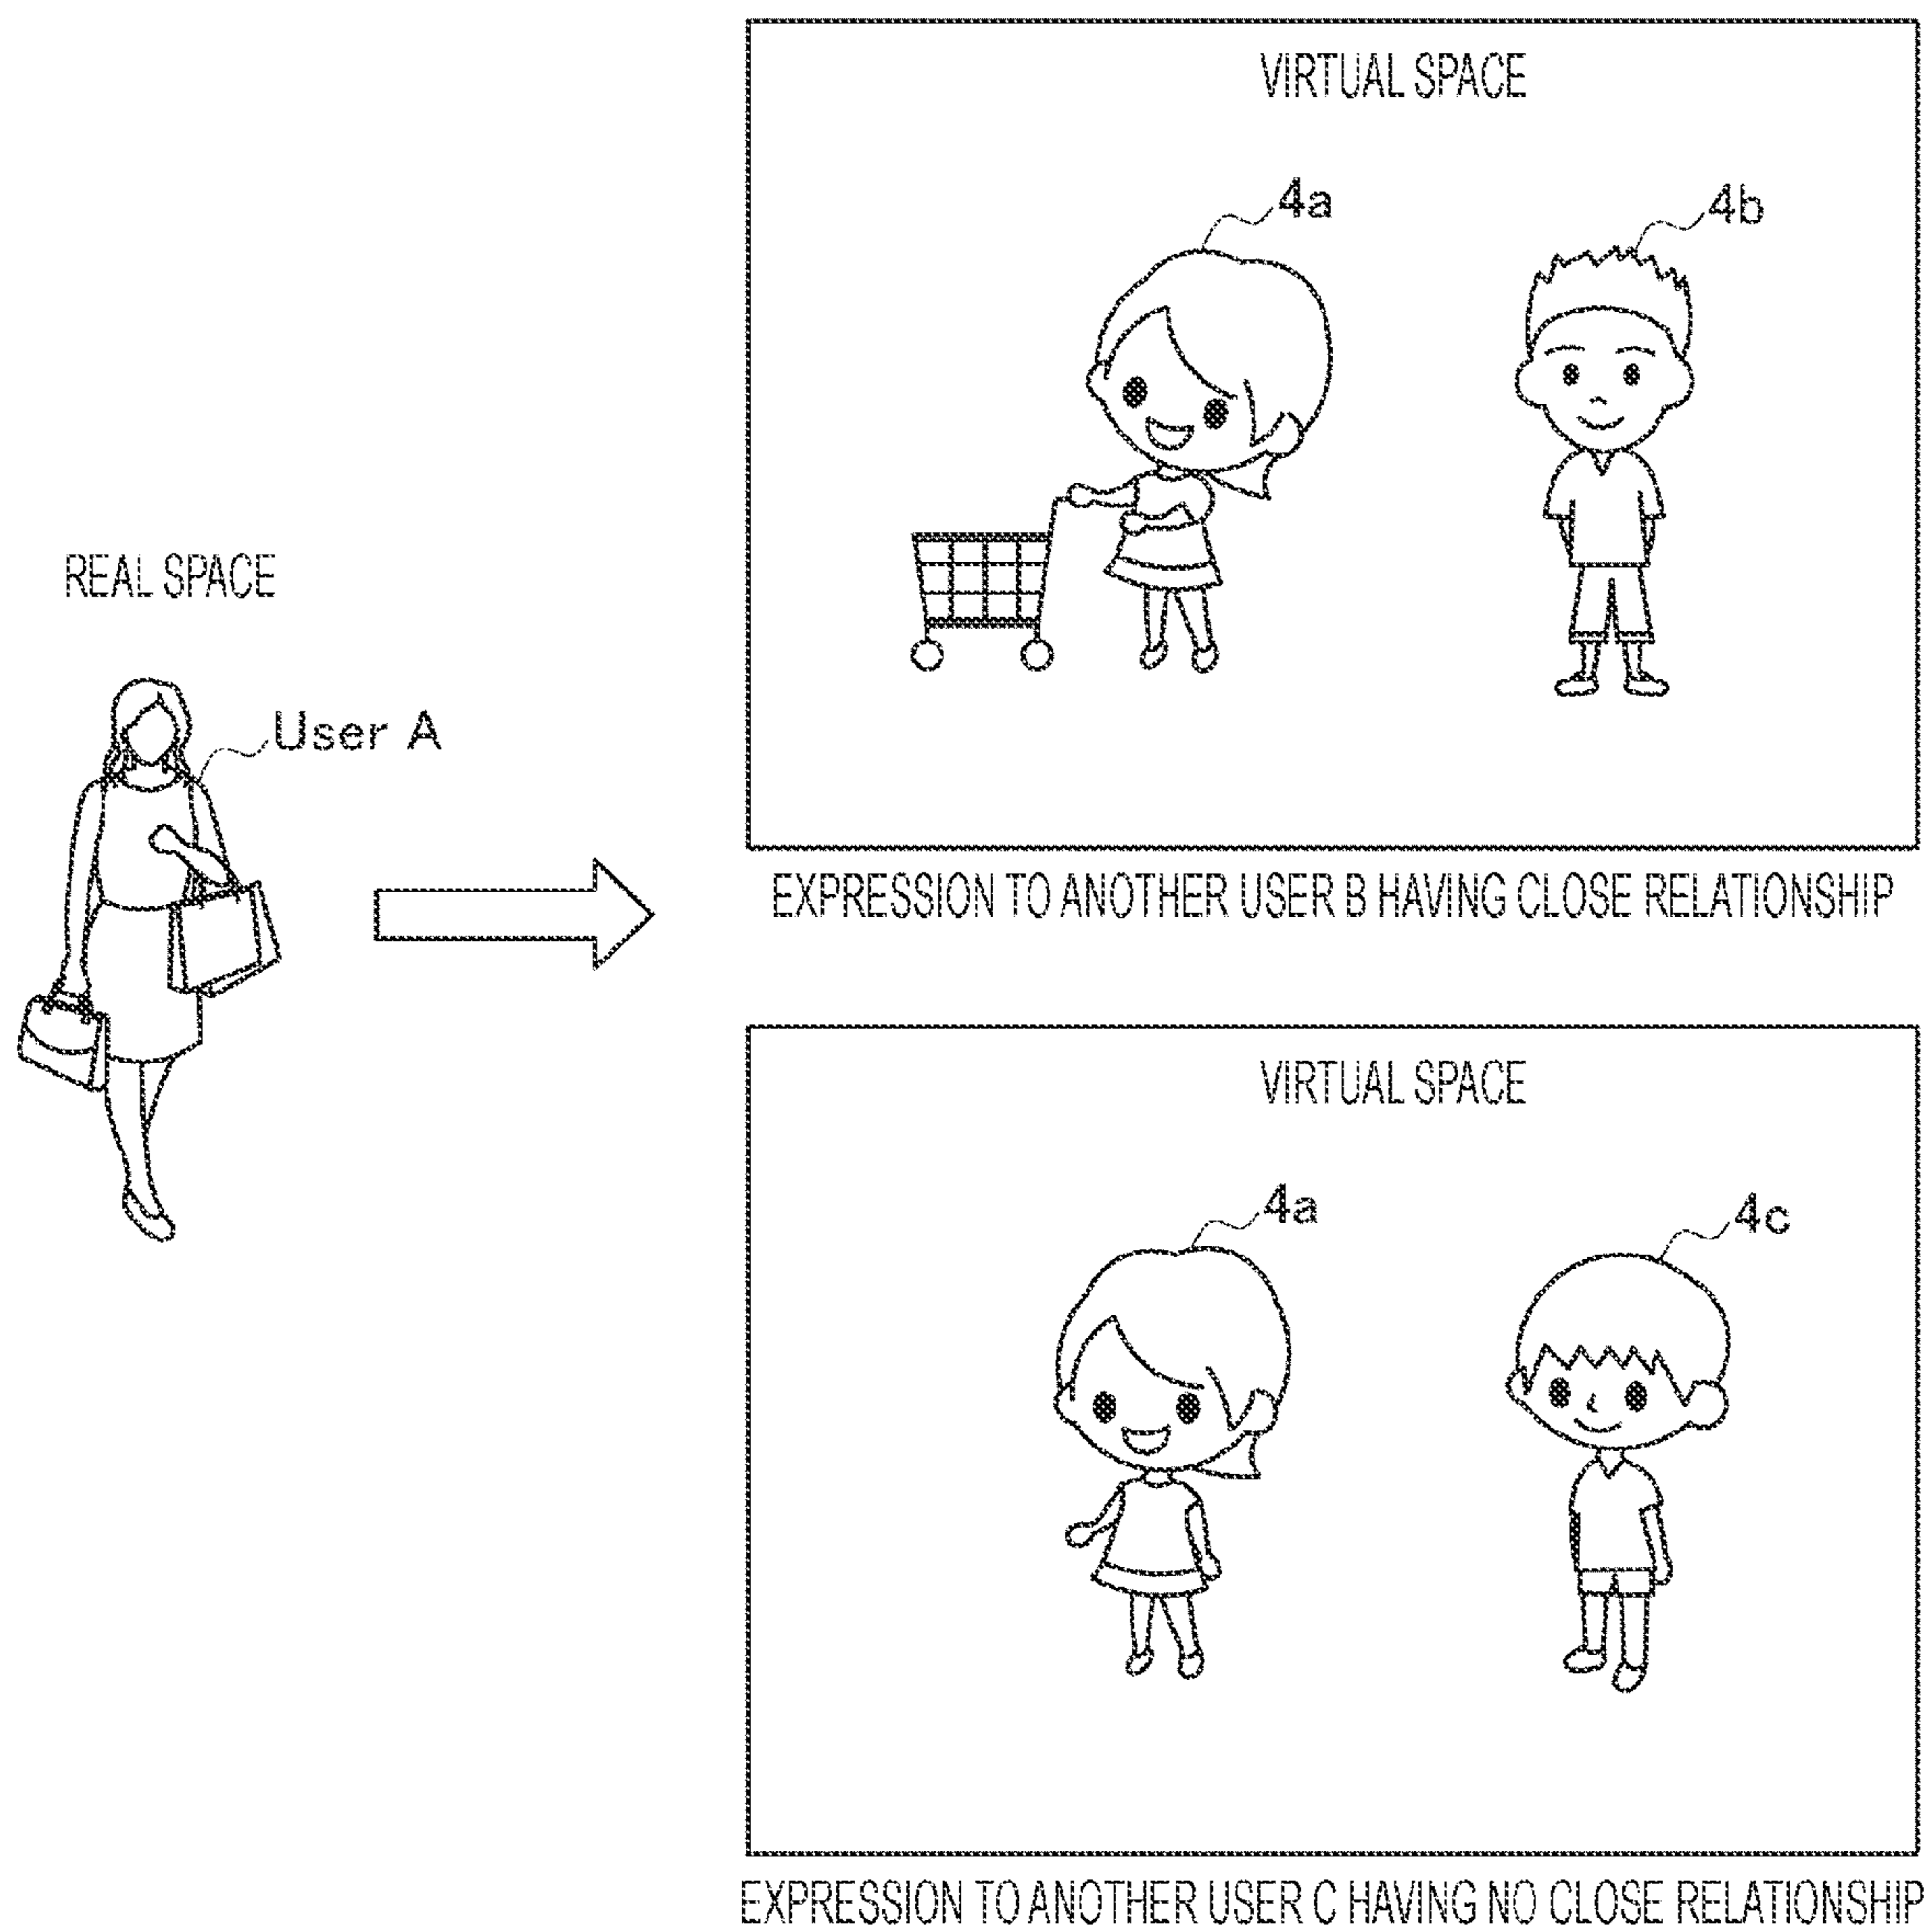 REAL SPACE
User A
VIRTUAL SPACE
4a
4b
EXPRESSION TO ANOTHER USER B HAVING CLOSE RELATIONSHIP
VIRTUAL SPACE
4a
4c
EXPRESSION TO ANOTHER USER C HAVING NO CLOSE RELATIONSHIP